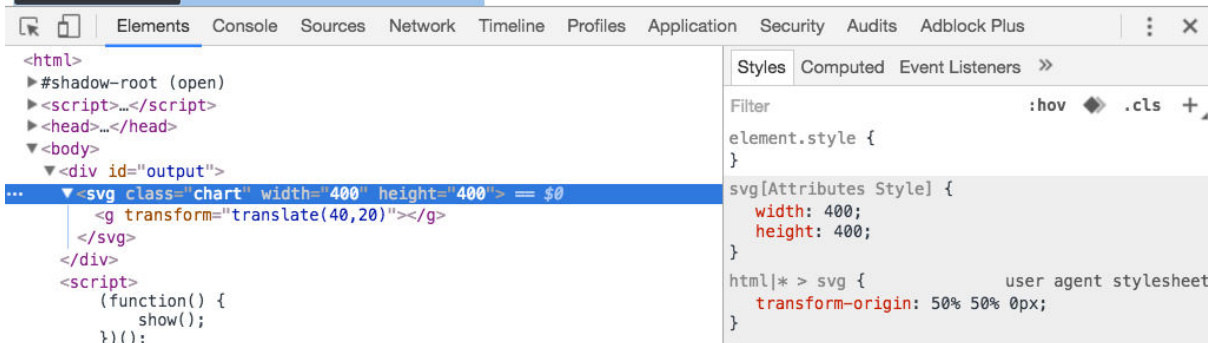 Elements Console Sources Network Timeline Profiles Application Security Audits Adblock Plus
<html>
▶#shadow-root (open)
▶<script>…</script>
▶<head>…</head>
▼<body>
▼<div id="output">
… ▼<svg class="chart" width="400" height="400"> == $0
<g transform="translate(40,20)"></g>
</svg>
</div>
<script>
(function() {
show();
})();
Styles Computed Event Listeners »
Filter :hov .cls +
element.style {
}
svg[Attributes Style] {
width: 400;
height: 400;
}
html|* > svg { user agent stylesheet
transform-origin: 50% 50% 0px;
}